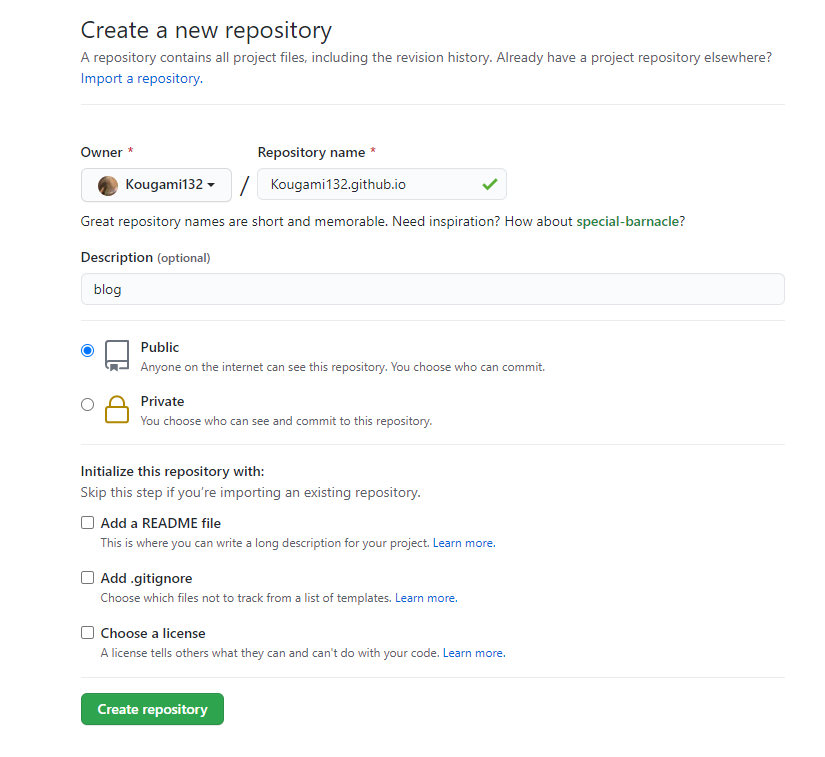 Create a new repository
A repository contains all project files, including the revision history. Already have a project repository elsewhere?
Import a repository.
Owner *
Repository name *
Kougami132
/
Kougami132.github.io
Great repository names are short and memorable. Need inspiration? How about special-barnacle?
Description (optional)
blog
Public
Anyone on the internet can see this repository. You choose who can commit.
Private
You choose who can see and commit to this repository.
Initialize this repository with:
Skip this step if you’re importing an existing repository.
Add a README file
This is where you can write a long description for your project. Learn more.
Add .gitignore
Choose which files not to track from a list of templates. Learn more.
Choose a license
A license tells others what they can and can't do with your code. Learn more.
Create repository